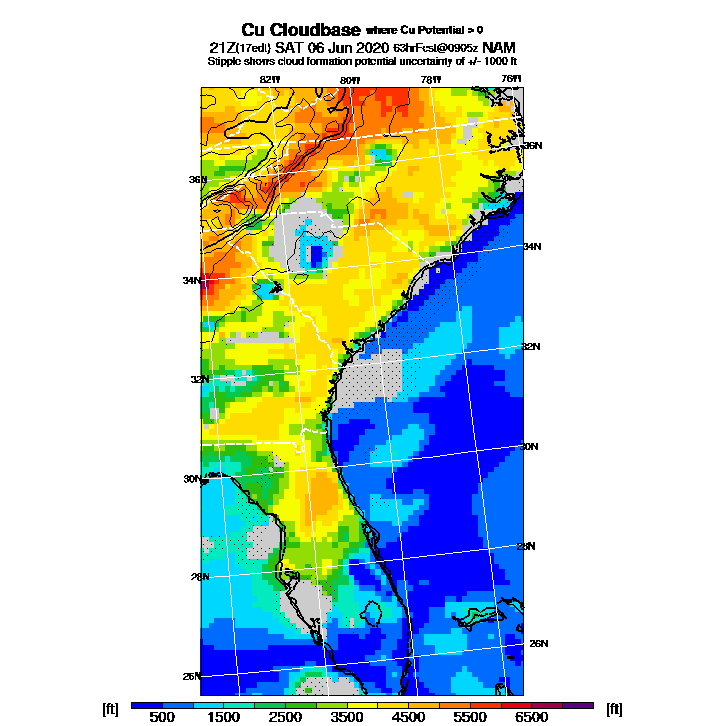 Cu Cloudbase where Cu Potential > 0
21Z(17edt) SAT 06 Jun 2020 63hrFcst@0905z NAM
Stipple shows cloud formation potential uncertainty of +/- 1000 ft
82W 80W 78W 76W
36N
36N
34N
34N
32N
32N
30N
30N
28N
28N
26N
26N
[ft] [ft]
500 1500 2500 3500 4500 5500 6500